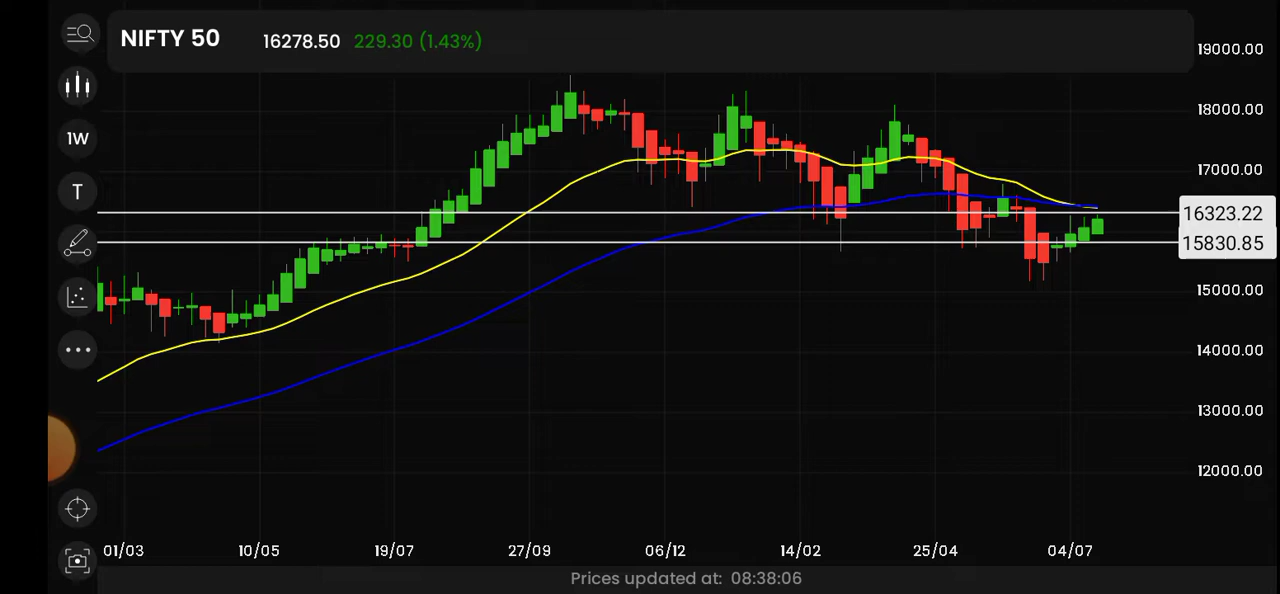 NIFTY 50 16278.50 229.30 (1.43%)
1W
T
19000.00
18000.00
17000.00
16323.22
15830.85
15000.00
14000.00
13000.00
12000.00
01/03 10/05 19/07 27/09 06/12 14/02 25/04 04/07
Prices updated at: 08:38:06